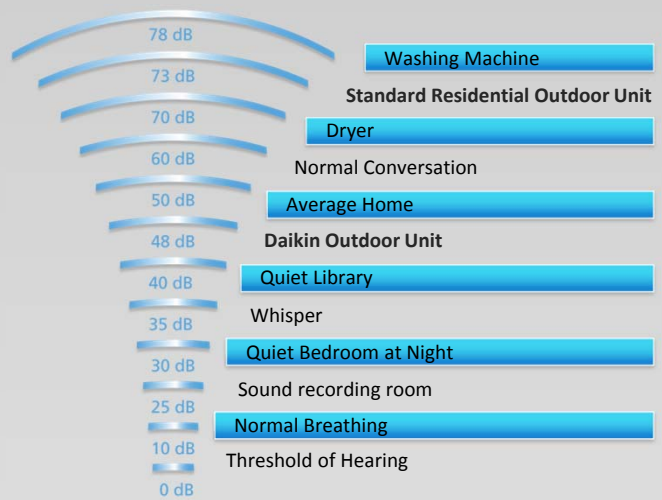 78 dB
Washing Machine
73 dB
Standard Residential Outdoor Unit
70 dB
Dryer
60 dB
Normal Conversation
50 dB
Average Home
48 dB
Daikin Outdoor Unit
40 dB
Quiet Library
35 dB
Whisper
30 dB
Quiet Bedroom at Night
25 dB
Sound recording room
10 dB
Normal Breathing
0 dB
Threshold of Hearing